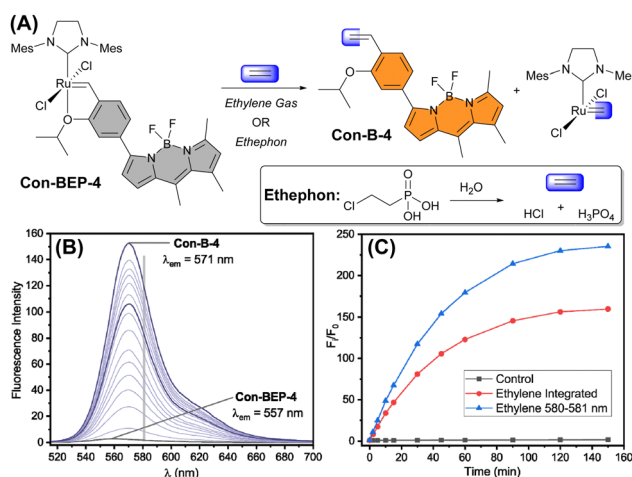 (A)
Mes
N
N
Mes
Cl
Ru
Cl
O
F
F
B
N
N
Con-BEP-4
Ethylene Gas
OR
Ethephon
O
F
F
B
N
N
Con-B-4
+
Mes
N
N
Me
Cl
Ru
Cl
Ethephon:
Cl
O
P
OH
OH
H2O
HCl + H3PO4
(B)
Con-B-4
λem = 571 nm
Con-BEP-4
λem = 557 nm
Fluorescence Intensity
160
140
120
100
80
60
40
20
0
520 540 560 580 600 620 640 660 680 700
λ (nm)
(C)
F/F0
250
200
150
100
50
0
Control
Ethylene Integrated
Ethylene 580-581 nm
0 20 40 60 80 100 120 140 160
Time (min)